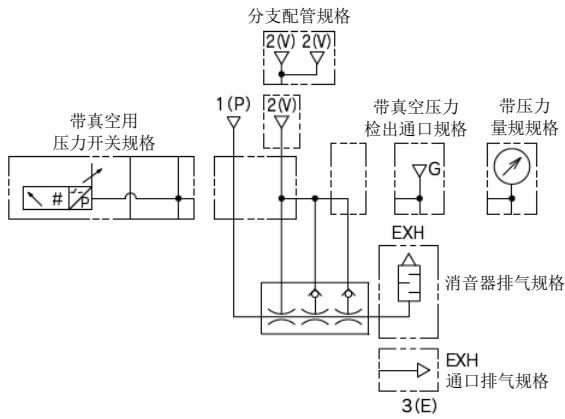 分支配管规格
2(V) 2(V)
1(P)
2(V)
带真空用
压力开关规格
带真空压力
检出通口规格
带压力
量规规格
#
P
G
EXH
消音器排气规格
EXH
通口排气规格
3(E)